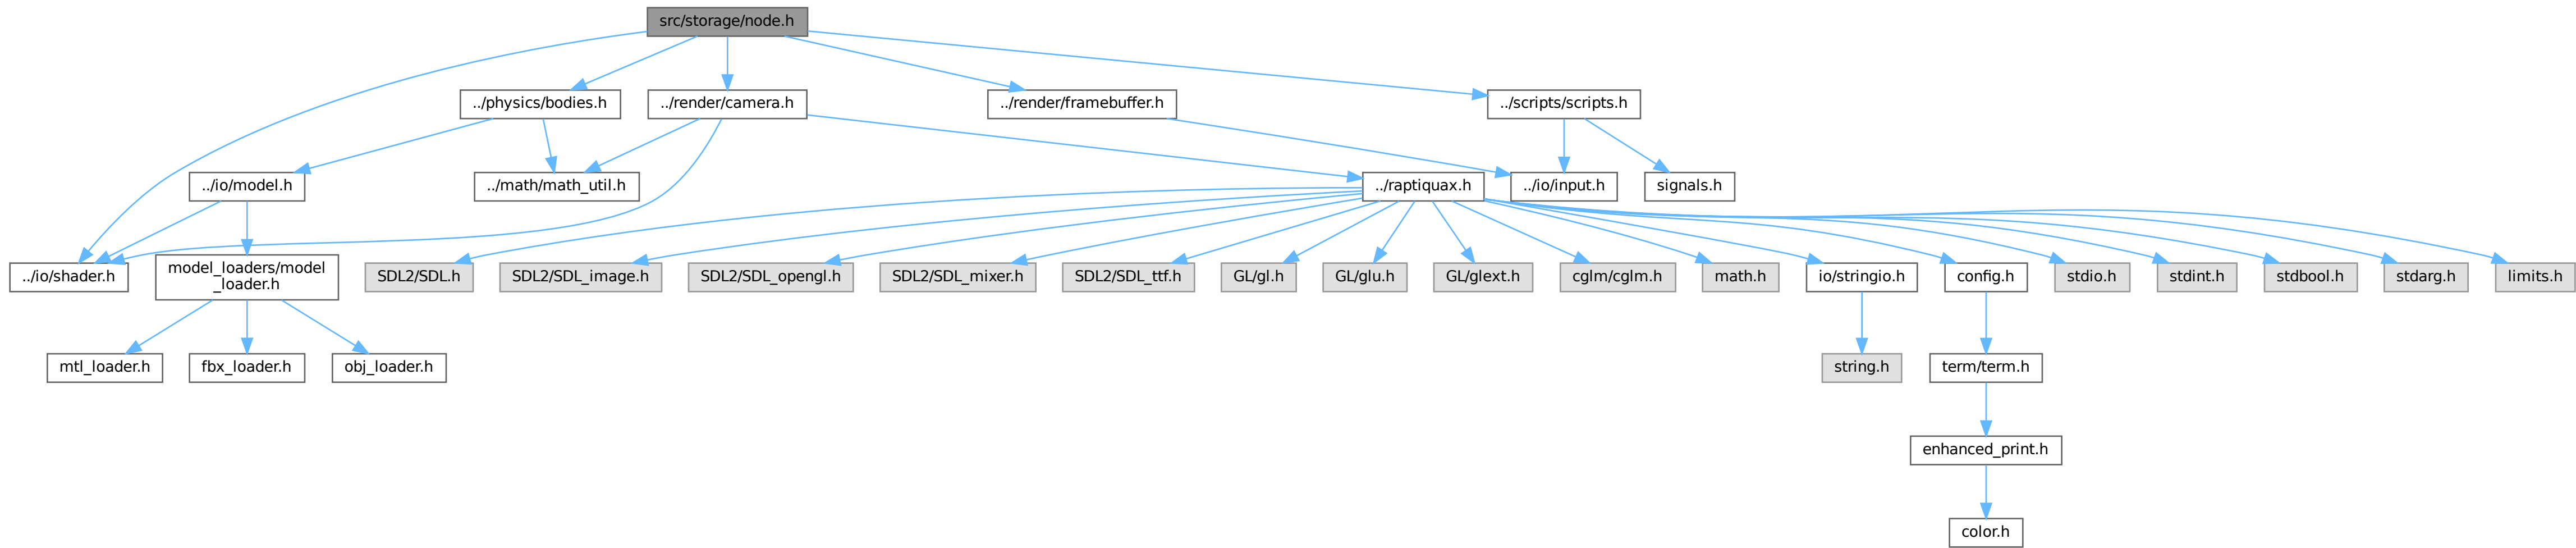 src/storage/node.h
../physics/bodies.h
../render/camera.h
../render/framebuffer.h
../scripts/scripts.h
../io/model.h
../math/math_util.h
../raptiquax.h
../io/input.h
signals.h
../io/shader.h
model_loaders/model
_loader.h
SDL2/SDL.h
SDL2/SDL_image.h
SDL2/SDL_opengl.h
SDL2/SDL_mixer.h
SDL2/SDL_ttf.h
GL/gl.h
GL/glu.h
GL/glext.h
cglm/cglm.h
math.h
io/stringio.h
config.h
stdio.h
stdint.h
stdbool.h
stdarg.h
limits.h
mtl_loader.h
fbx_loader.h
obj_loader.h
string.h
term/term.h
enhanced_print.h
color.h